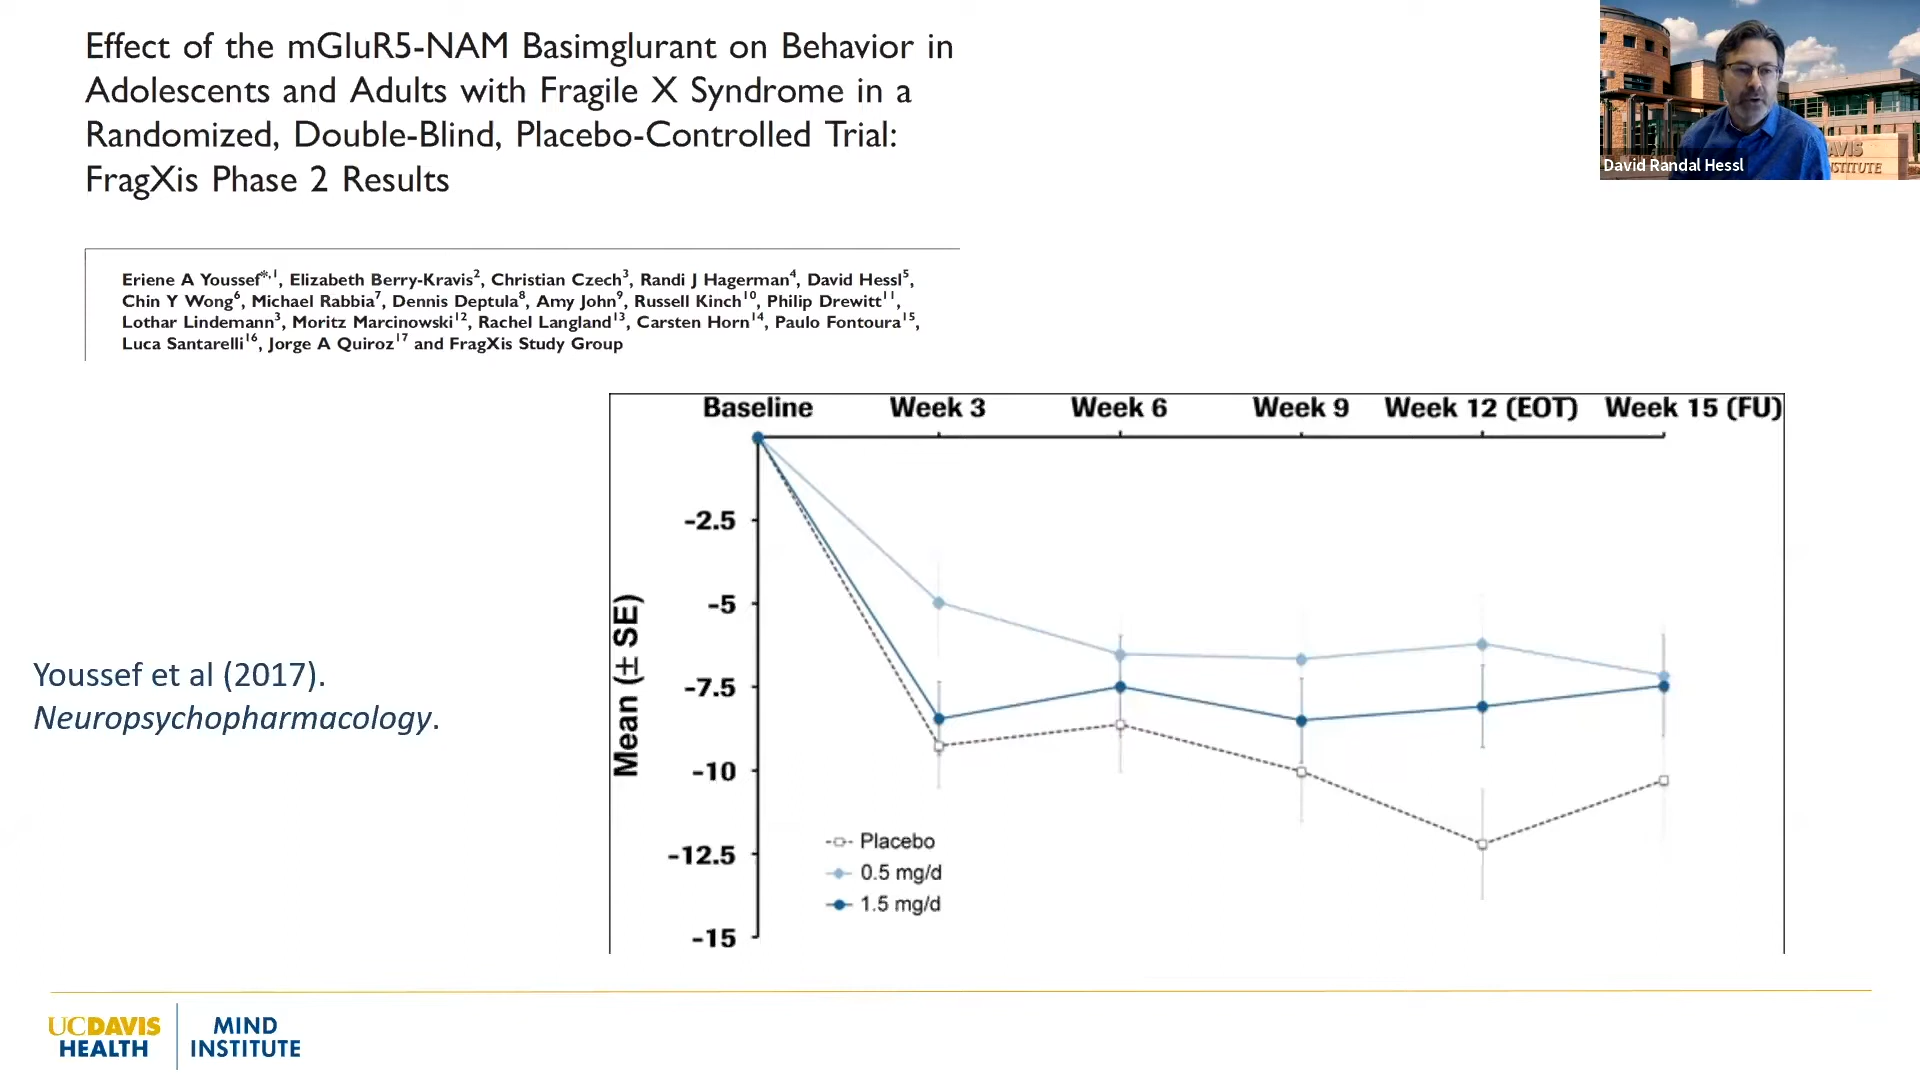 Effect of the mGluR5-NAM Basimglurant on Behavior in
Adolescents and Adults with Fragile X Syndrome in a
Randomized, Double-Blind, Placebo-Controlled Trial:
FragXis Phase 2 Results
AVIS
STITUTE
David Randal Hessl
Eriene A Youssef*,1, Elizabeth Berry-Kravis2, Christian Czech3, Randi J Hagerman4, David Hessl5,
Chin Y Wong6, Michael Rabbia7, Dennis Deptula8, Amy John9, Russell Kinch10, Philip Drewitt11,
Lothar Lindemann3, Moritz Marcinowski12, Rachel Langland13, Carsten Horn14, Paulo Fontoura15,
Luca Santarelli16, Jorge A Quiroz17 and FragXis Study Group
Baseline Week 3 Week 6 Week 9 Week 12 (EOT) Week 15 (FU)
-2.5
-5
-7.5
-10
-12.5
-15
Mean (± SE)
Placebo
0.5 mg/d
1.5 mg/d
Youssef et al (2017).
Neuropsychopharmacology.
UCDAVIS
HEALTH
MIND
INSTITUTE